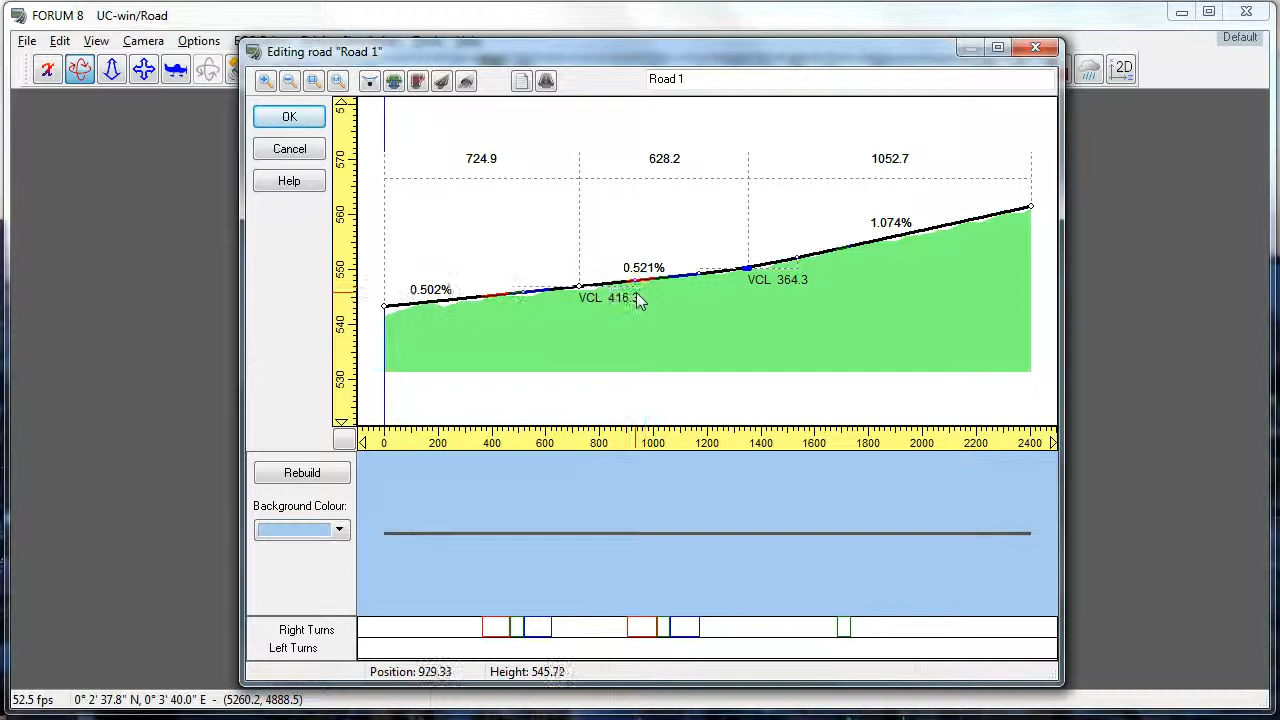 FORUM 8 UC-win/Road
File Edit View Camera Options
Default
Editing road "Road 1"
Road 1
2D
OK
Cancel
Help
724.9 628.2 1052.7
570
560
550
540
530
0.502% 0.521% 1.074%
VCL 416.3
VCL 364.3
0 200 400 600 800 1000 1200 1400 1600 1800 2000 2200 2400
Rebuild
Background Colour:
Right Turns
Left Turns
Position: 929.33 Height: 545.72
52.5 fps 0° 2' 37.8" N, 0° 3' 40.0" E - (5260.2, 4888.5)